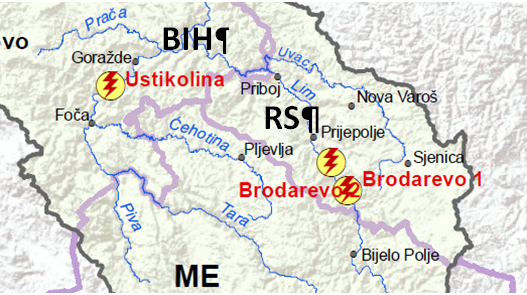 Prača
BIH¶
ovo
Goražde
Uvac
Ustikolina
Priboj
Lim
Nova Varoš
RS¶
Foča
Prijepolje
Ćehotina
Pljevlja
Sjenica
Brodarevo 2
Brodarevo 1
Piva
Tara
Bijelo Polje
ME